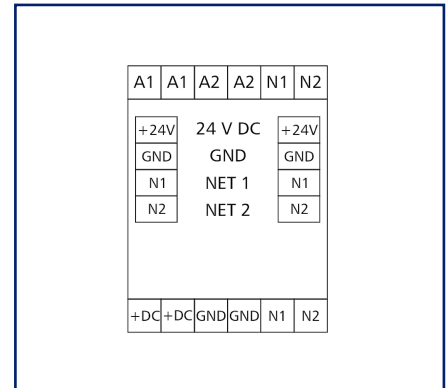 A1 A1 A2 A2 N1 N2
+24V 24 V DC +24V
GND GND GND
N1 NET 1 N1
N2 NET 2 N2
+DC +DC GND GND N1 N2